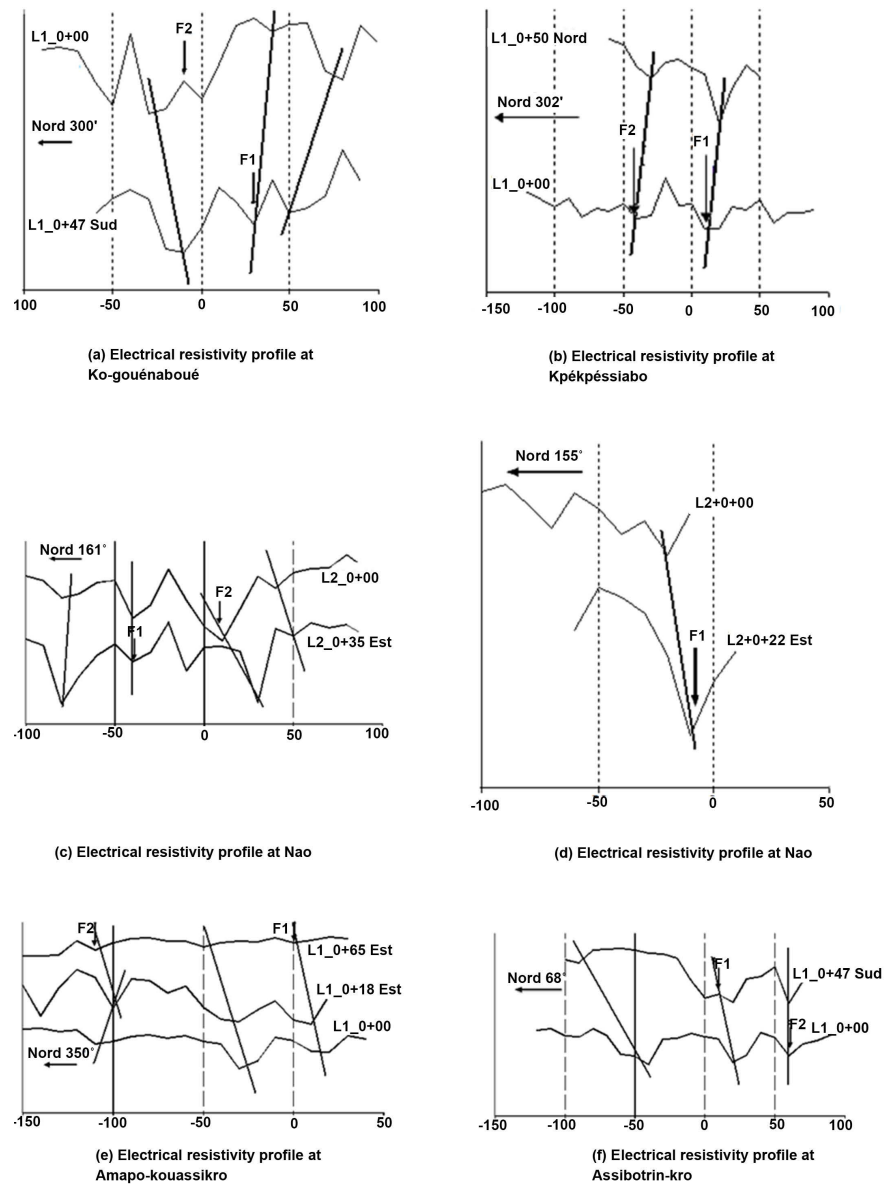 L1_0+00
F2
Nord 300'
F1
L1_0+47 Sud
100 -50 0 50 100
(a) Electrical resistivity profile at
Ko-gouénaboué
L1_0+50 Nord
Nord 302'
F2
F1
L1_0+00
-150 -100 -50 0 50 100
(b) Electrical resistivity profile at
Kpékpéssiabo
Nord 161°
L2_0+00
F2
F1
L2_0+35 Est
-100 -50 0 50 100
(c) Electrical resistivity profile at Nao
Nord 155°
L2+0+00
F1
L2+0+22 Est
-100 -50 0 50
(d) Electrical resistivity profile at Nao
F2
F1
L1_0+65 Est
L1_0+18 Est
L1_0+00
Nord 350°
-150 -100 -50 0 50
(e) Electrical resistivity profile at
Amapo-kouassikro
F1
Nord 68°
L1_0+47 Sud
F2
L1_0+00
-150 -100 -50 0 50 100
(f) Electrical resistivity profile at
Assibotrin-kro